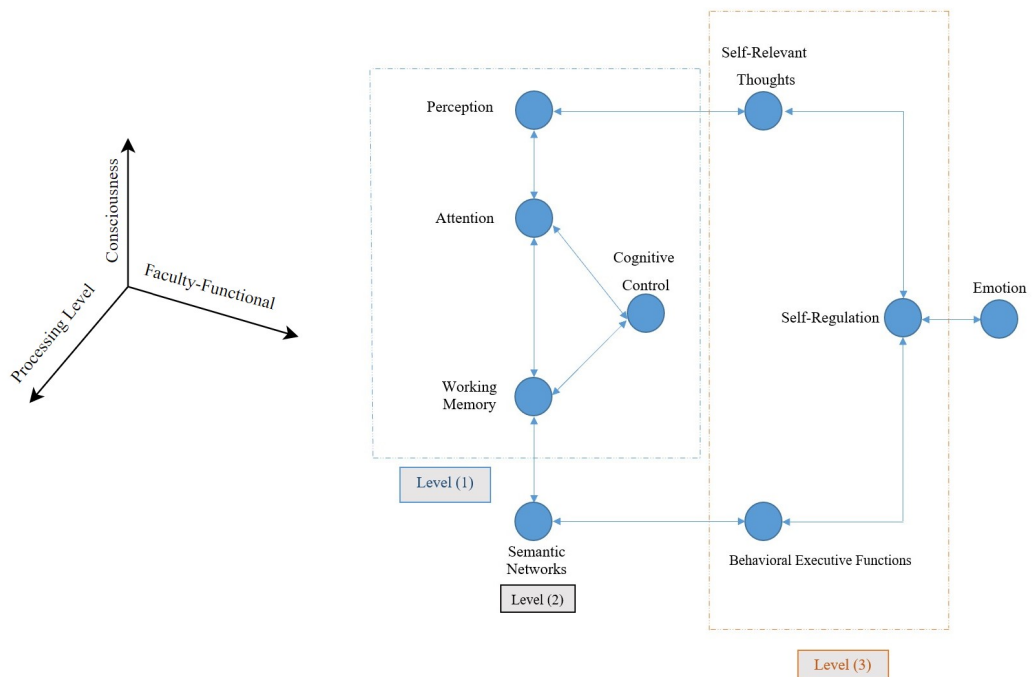 Consciousness
Faculty-Functional
Processing Level
Perception
Attention
Cognitive
Control
Working
Memory
Level (1)
Semantic
Networks
Level (2)
Self-Relevant
Thoughts
Self-Regulation
Emotion
Behavioral Executive Functions
Level (3)